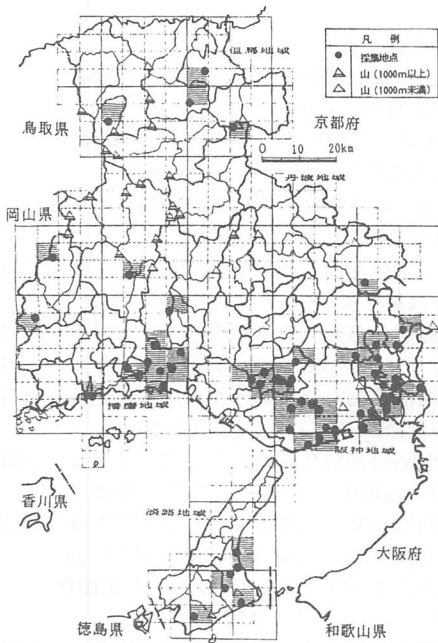 但馬地域
凡例
採集地点
山（1000m以上）
山（1000m未満）
鳥取県
京都府
0 10 20km
丹波地域
岡山県
播磨地域
阪神地域
香川県
淡路地域
大阪府
徳島県
和歌山県